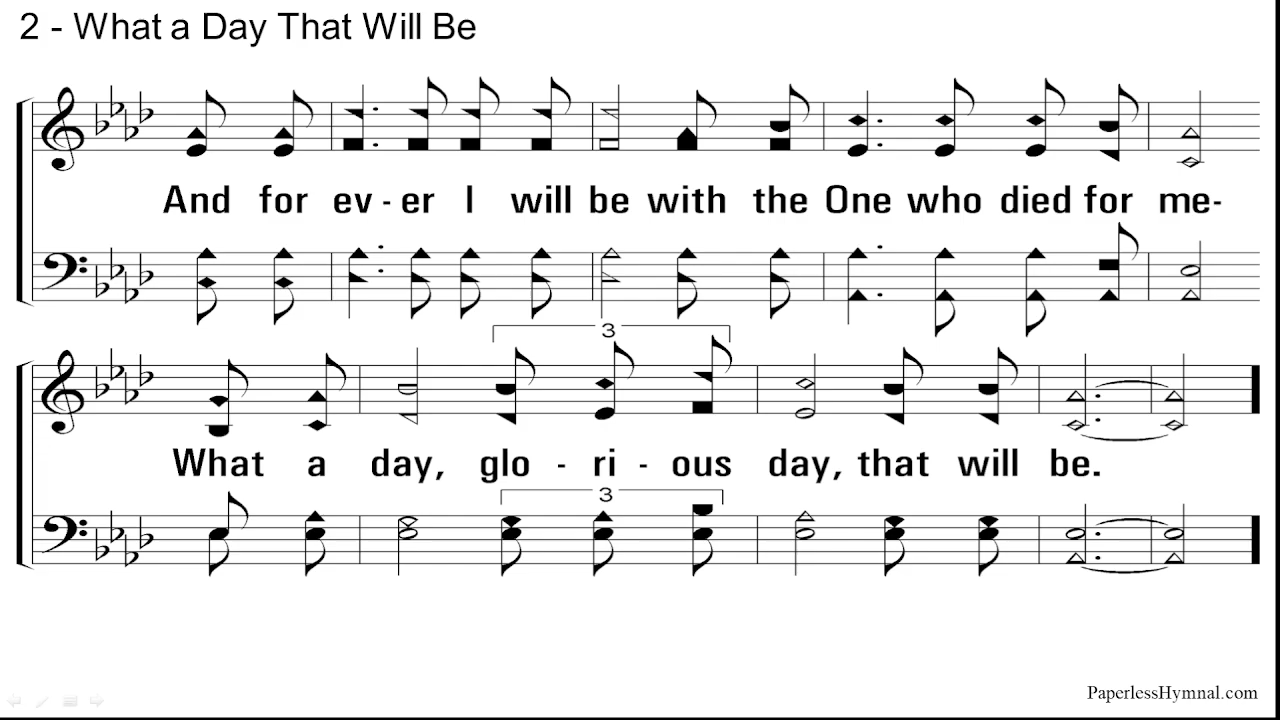 2 - What a Day That Will Be
And for ev - er I will be with the One who died for me-
3
What a day, glo - ri - ous day, that will be.
3
PaperlessHymnal.com